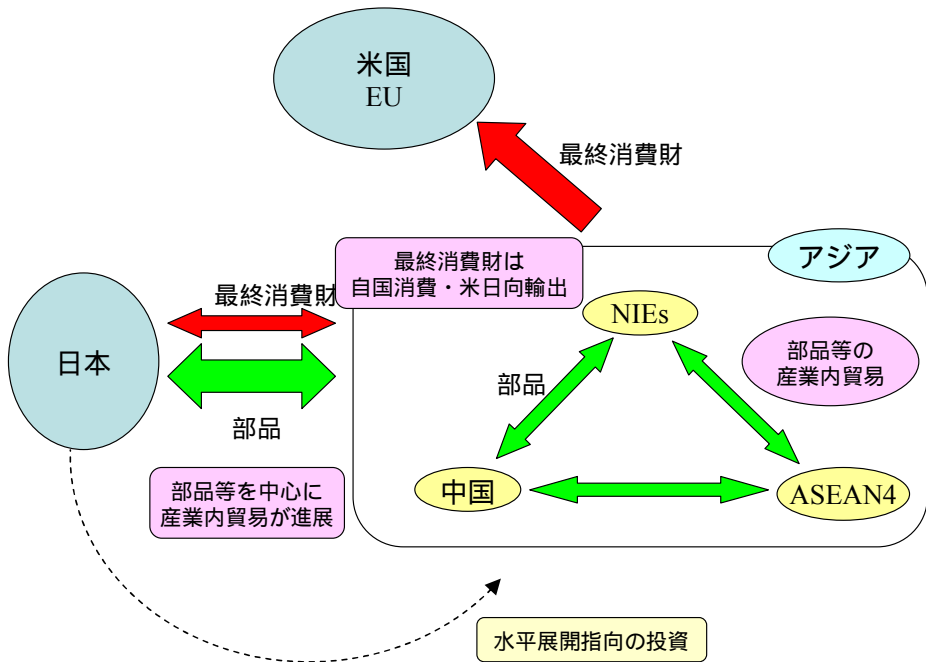 米国
EU
最終消費財
アジア
最終消費財は
自国消費・米日向輸出
最終消費財
NIEs
日本
部品等の
産業内貿易
部品
部品
部品等を中心に
産業内貿易が進展
中国
ASEAN4
水平展開指向の投資